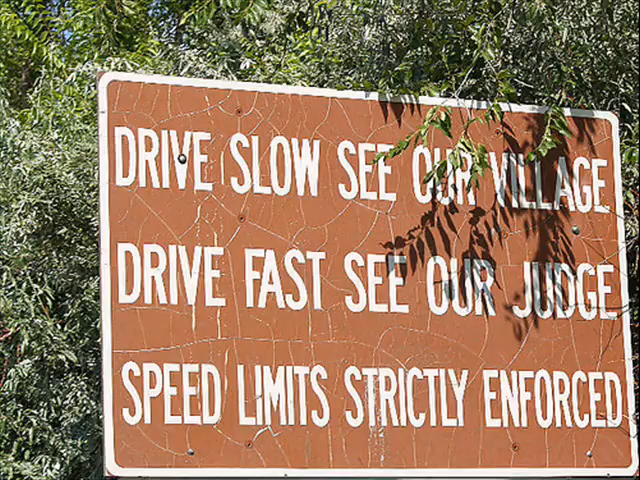 DRIVE SLOW SEE OUR VILLAGE
DRIVE FAST SEE OUR JUDGE
SPEED LIMITS STRICTLY ENFORCED